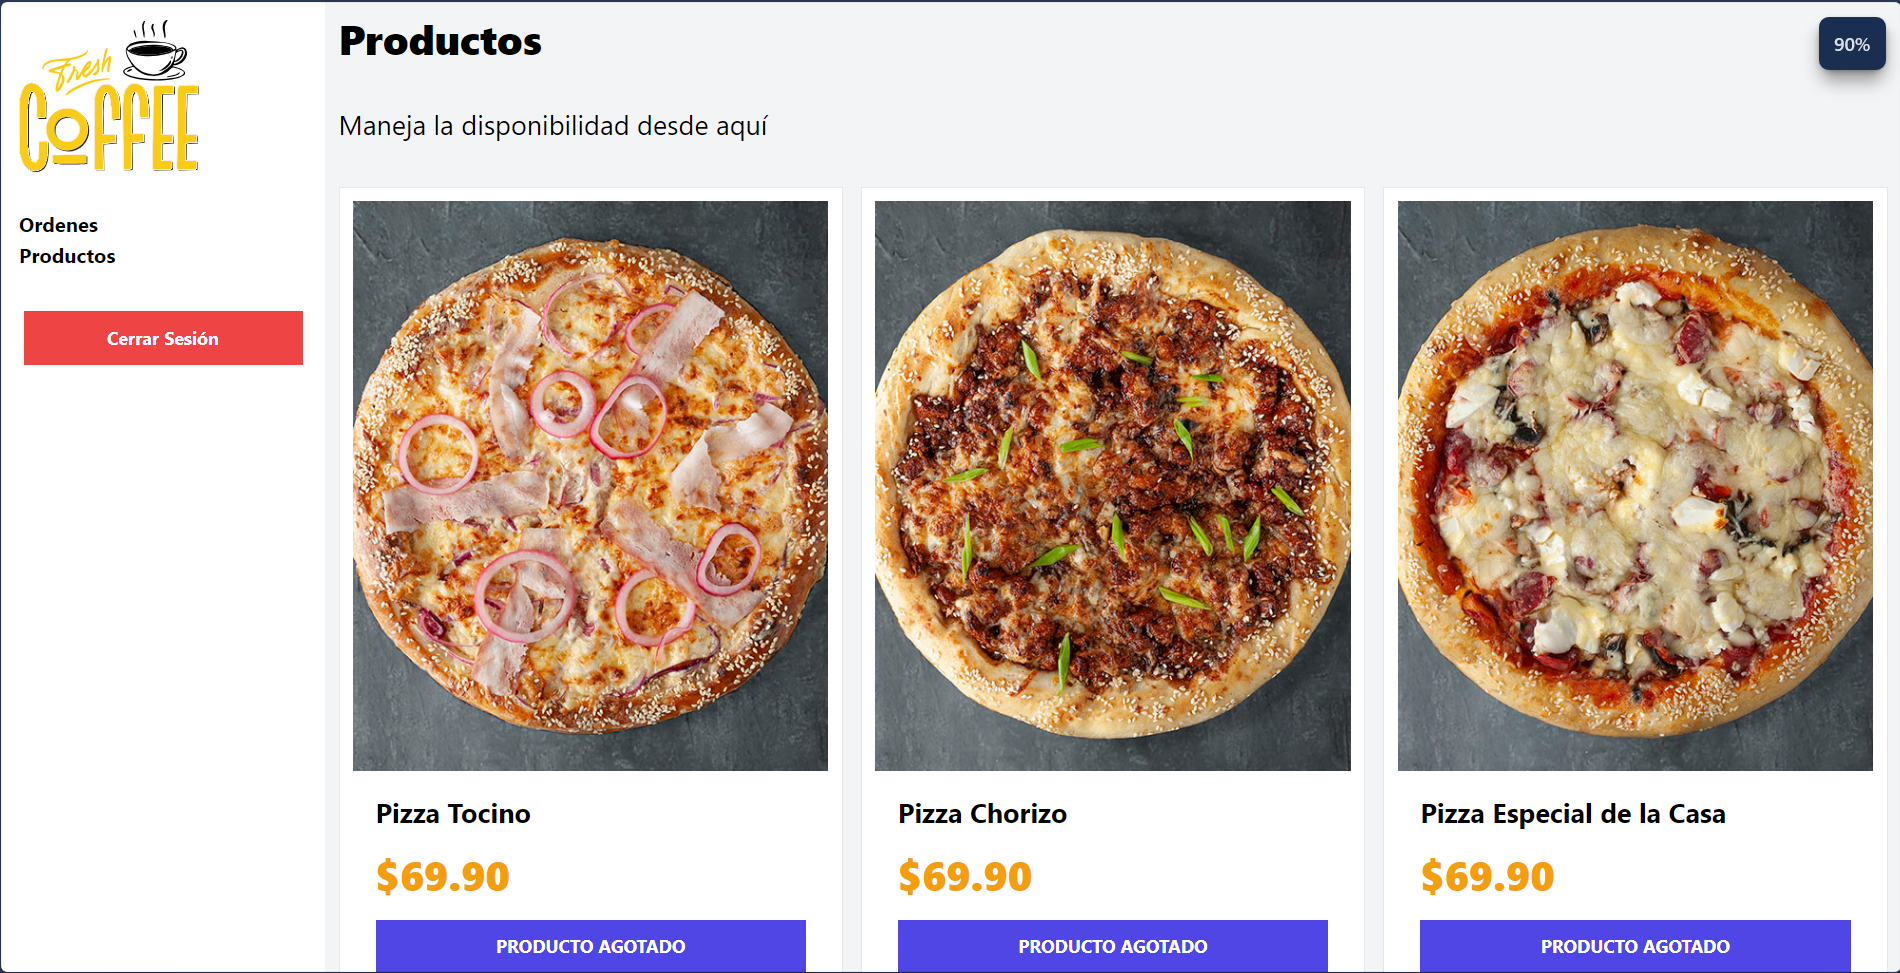 Fresh
COFFEE
Ordenes
Productos
Cerrar Sesión
Productos
90%
Maneja la disponibilidad desde aquí
Pizza Tocino
$69.90
PRODUCTO AGOTADO
Pizza Chorizo
$69.90
PRODUCTO AGOTADO
Pizza Especial de la Casa
$69.90
PRODUCTO AGOTADO